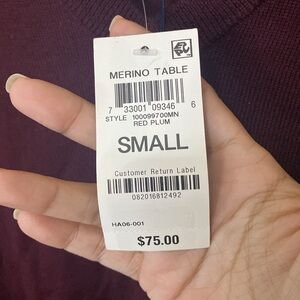 MERINO TABLE
7 33001 09346 6
STYLE 100099700MN
RED PLUM
SMALL
Customer Return Label
082016812492
HA06-001
$75.00